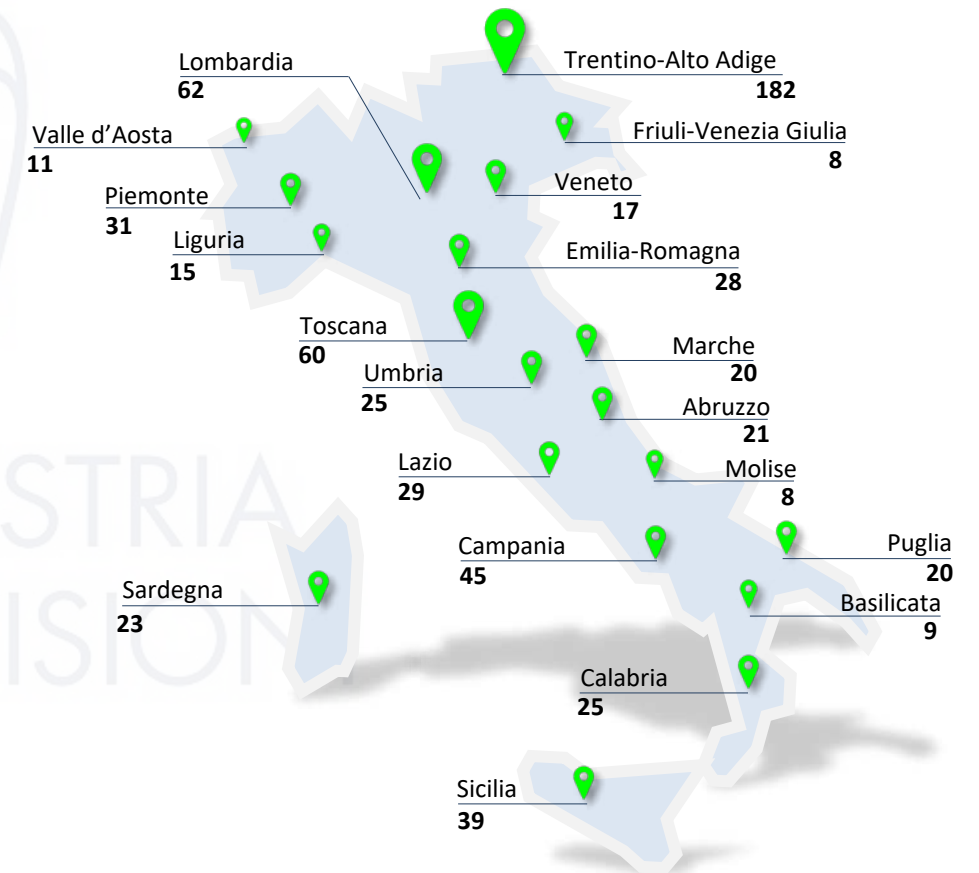 Trentino-Alto Adige
182
Lombardia
62
Valle d’Aosta
11
Friuli-Venezia Giulia
8
Piemonte
31
Veneto
17
Liguria
15
Emilia-Romagna
28
Toscana
60
Marche
20
Umbria
25
Abruzzo
21
Lazio
29
Molise
8
Campania
45
Puglia
20
Sardegna
23
Basilicata
9
Calabria
25
Sicilia
39
STRIA
ISION